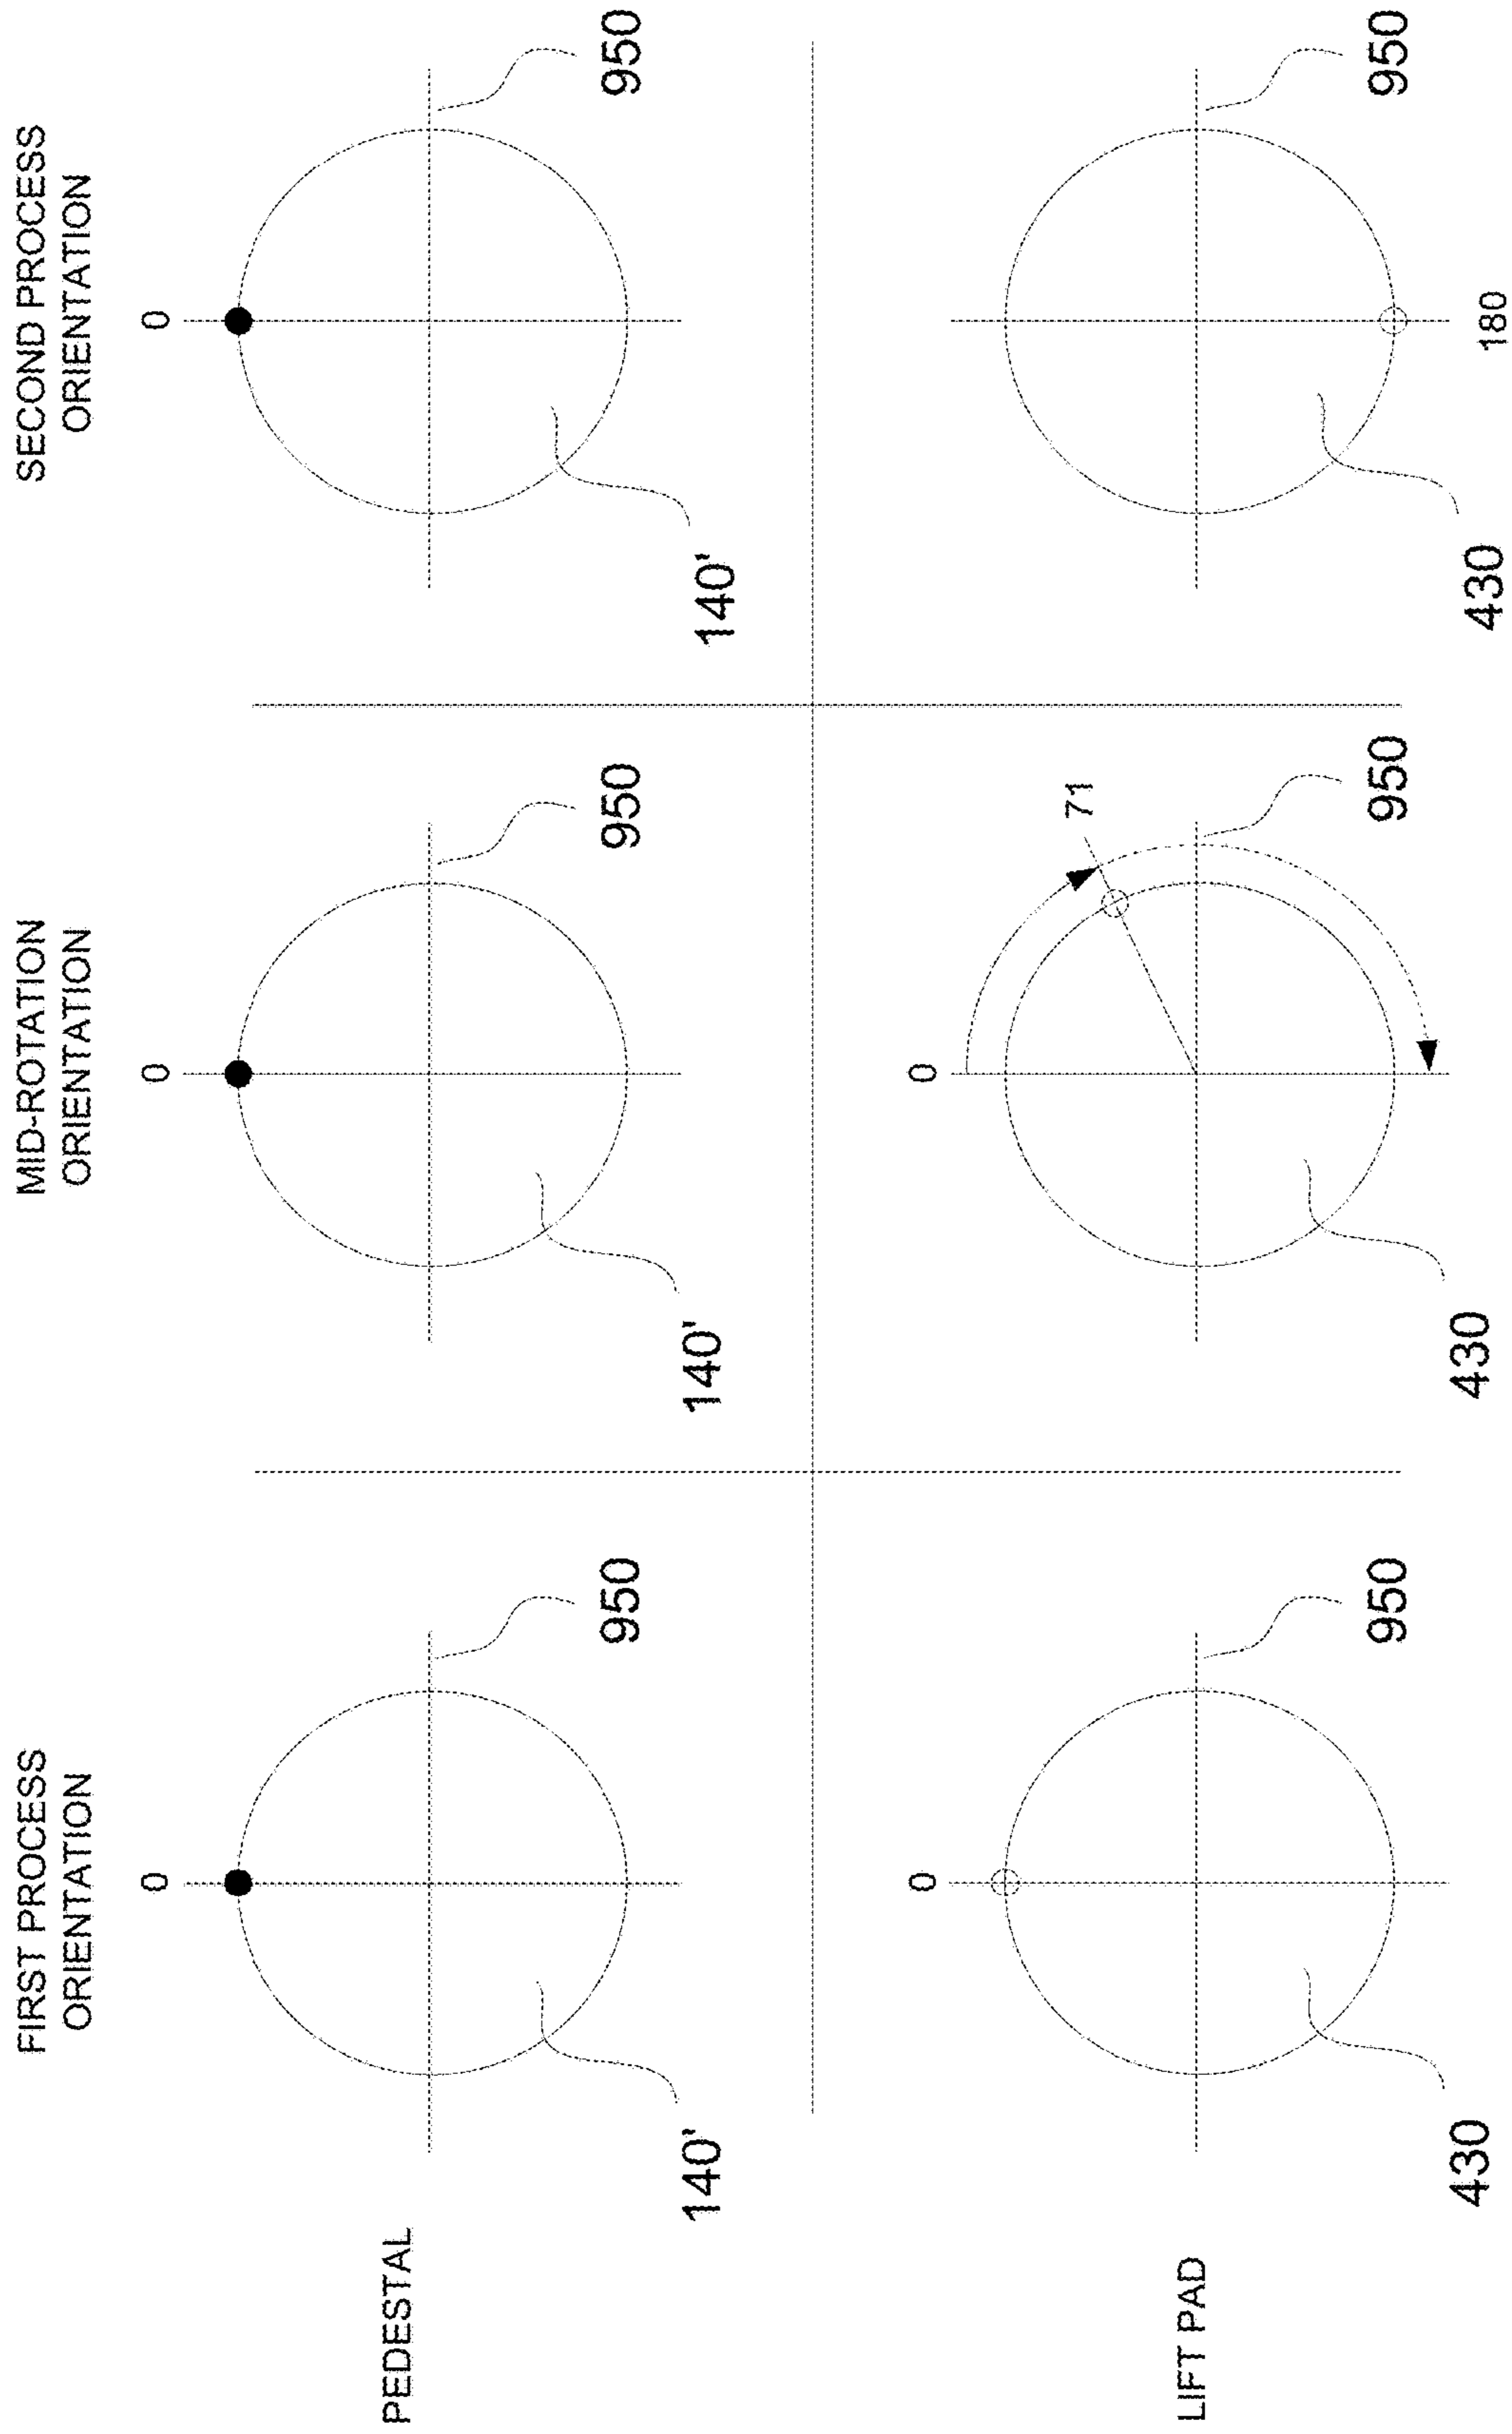 FIRST PROCESS
ORIENTATION
MID-ROTATION
ORIENTATION
SECOND PROCESS
ORIENTATION
PEDESTAL
0
950
140'
0
950
140'
0
950
140'
LIFT PAD
0
950
430
0
71
950
430
950
430
180